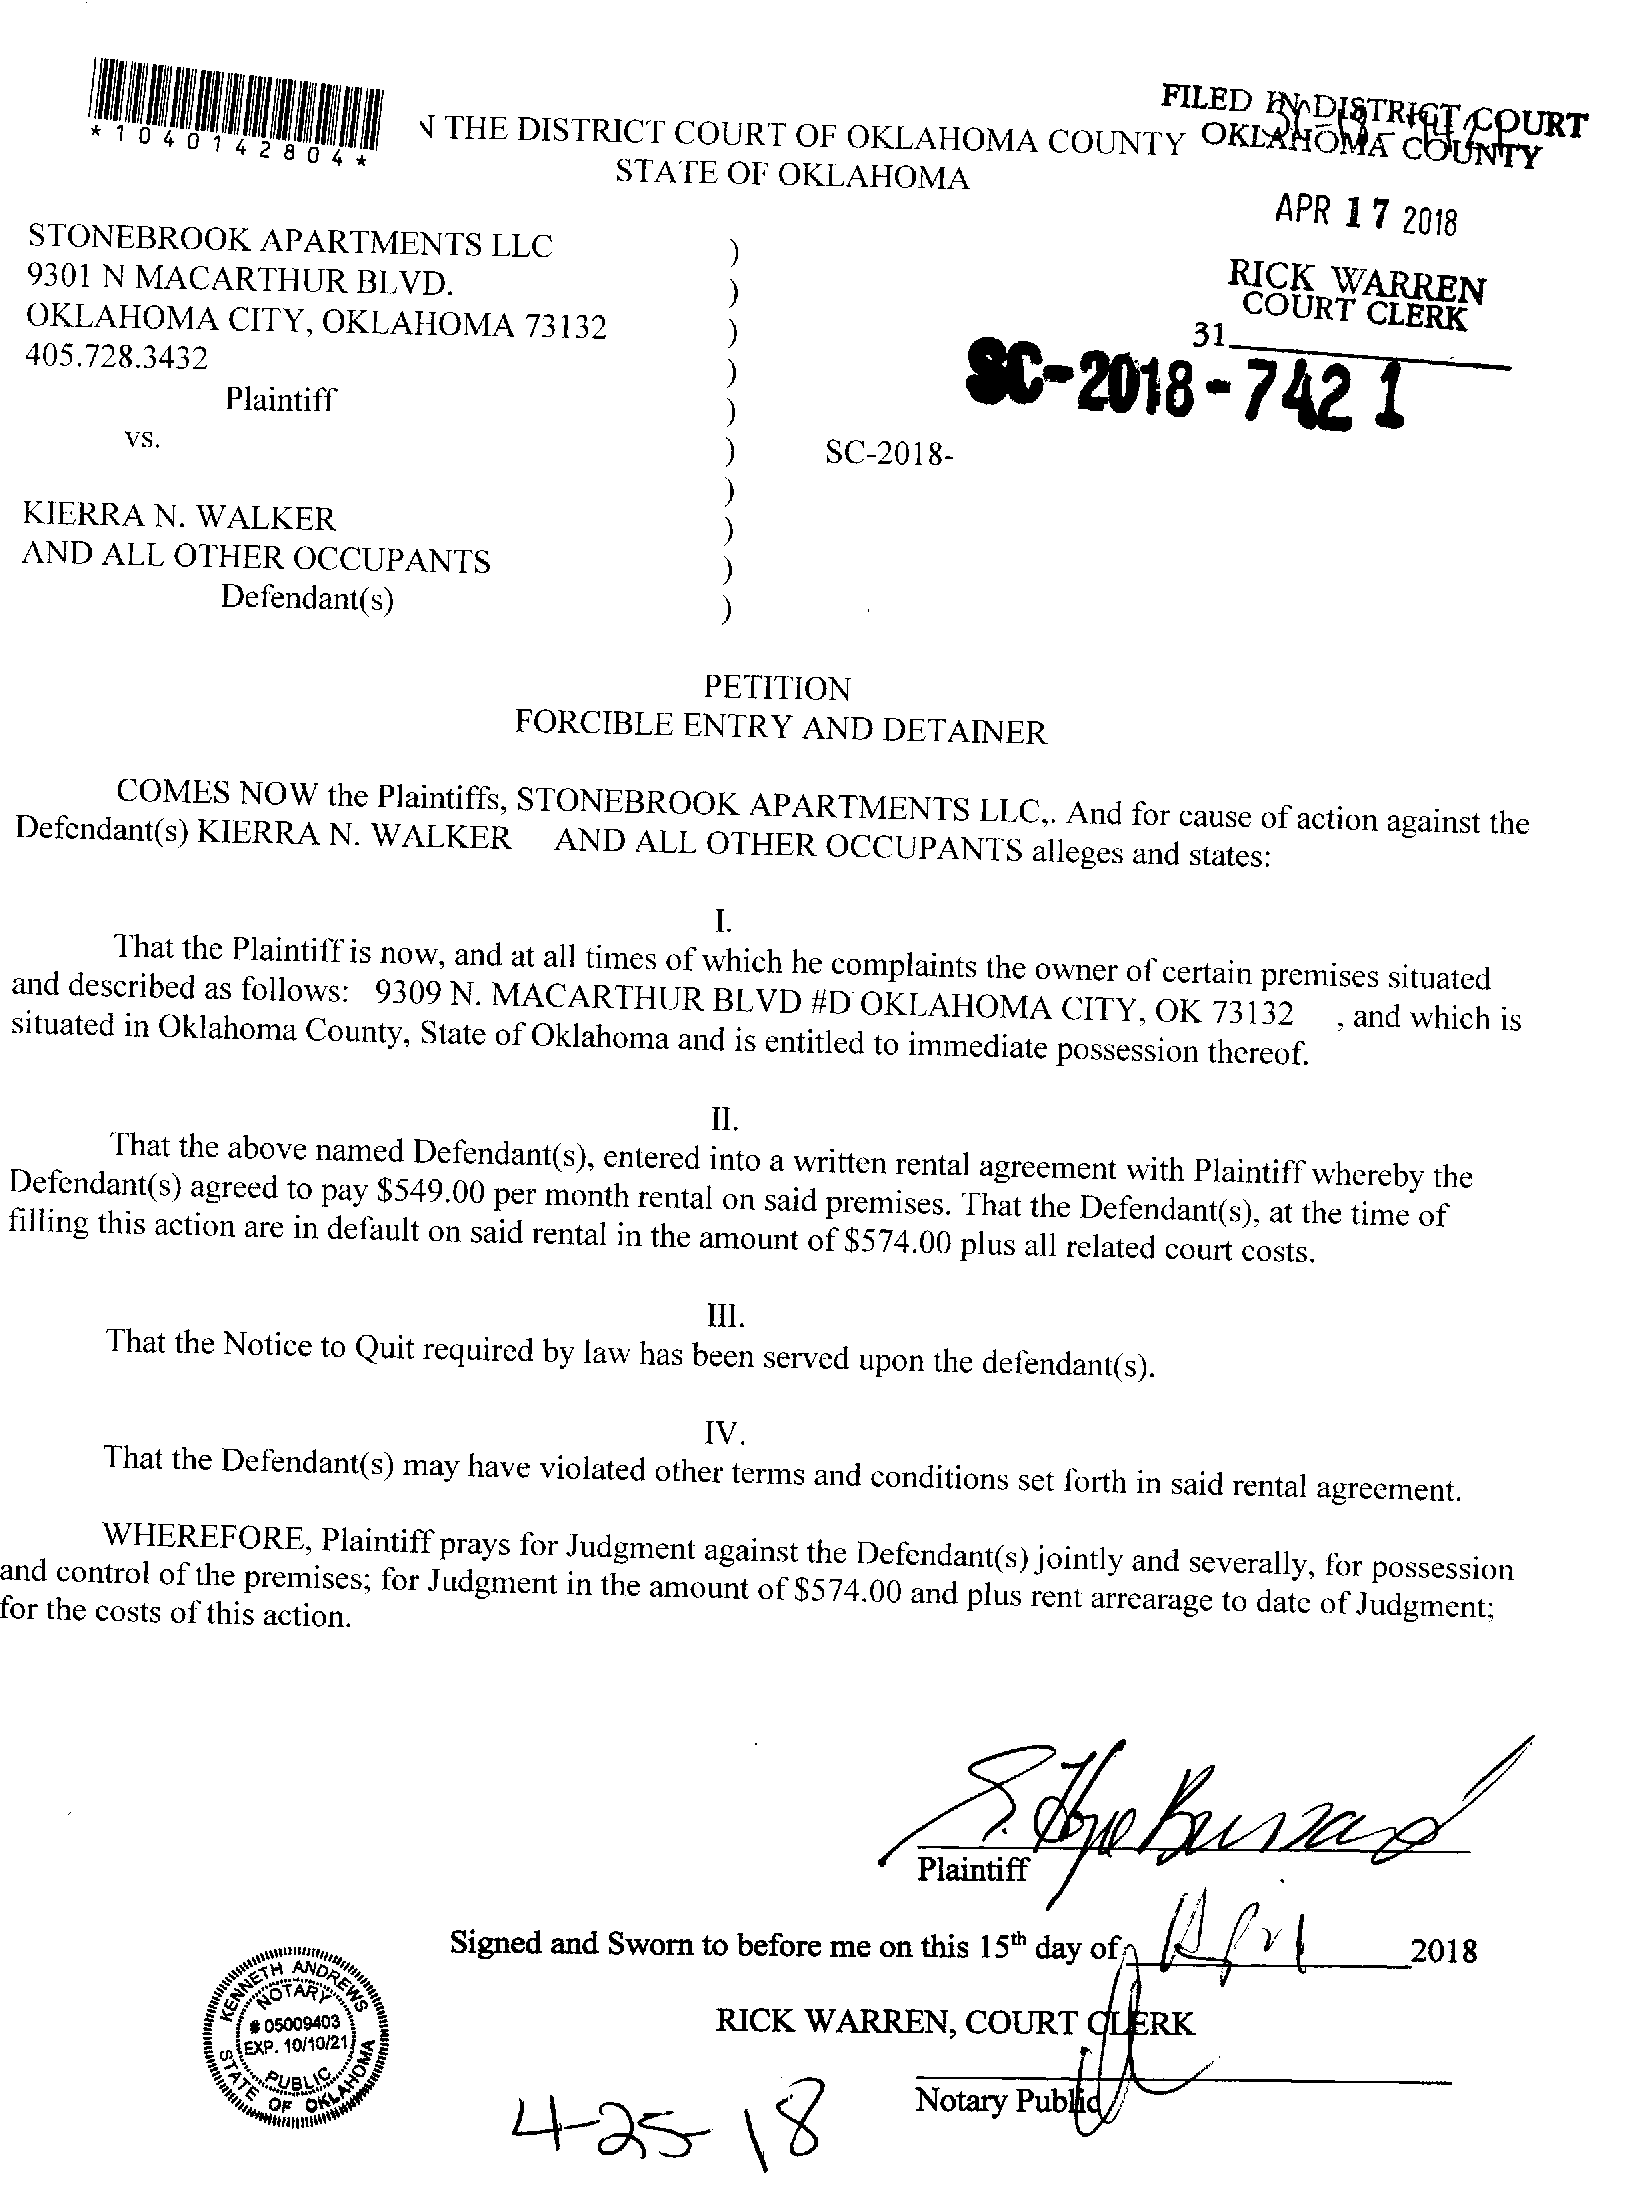 *1040142804*
N THE DISTRICT COURT OF OKLAHOMA COUNTY
STATE OF OKLAHOMA
FILED IN DISTRICT COURT
OKLAHOMA COUNTY
APR 17 2018
RICK WARREN
COURT CLERK
31
SC-2018-7421
STONEBROOK APARTMENTS LLC )
9301 N MACARTHUR BLVD. )
OKLAHOMA CITY, OKLAHOMA 73132 )
405.728.3432 )
Plaintiff )
vs. ) SC-2018-
)
KIERRA N. WALKER )
AND ALL OTHER OCCUPANTS )
Defendant(s) )
PETITION
FORCIBLE ENTRY AND DETAINER
COMES NOW the Plaintiffs, STONEBROOK APARTMENTS LLC,. And for cause of action against the
Defendant(s) KIERRA N. WALKER AND ALL OTHER OCCUPANTS alleges and states:
I.
That the Plaintiff is now, and at all times of which he complaints the owner of certain premises situated
and described as follows: 9309 N. MACARTHUR BLVD #D OKLAHOMA CITY, OK 73132 , and which is
situated in Oklahoma County, State of Oklahoma and is entitled to immediate possession thereof.
II.
That the above named Defendant(s), entered into a written rental agreement with Plaintiff whereby the
Defendant(s) agreed to pay $549.00 per month rental on said premises. That the Defendant(s), at the time of
filling this action are in default on said rental in the amount of $574.00 plus all related court costs.
III.
That the Notice to Quit required by law has been served upon the defendant(s).
IV.
That the Defendant(s) may have violated other terms and conditions set forth in said rental agreement.
WHEREFORE, Plaintiff prays for Judgment against the Defendant(s) jointly and severally, for possession
and control of the premises; for Judgment in the amount of $574.00 and plus rent arrearage to date of Judgment;
for the costs of this action.
Plaintiff
Signed and Sworn to before me on this 15th day of April 2018
RICK WARREN, COURT CLERK
Notary Public
KENNETH ANDREWS
NOTARY
# 05009403
EXP. 10/10/21
PUBLIC
STATE OF OKLAHOMA
4-25-18